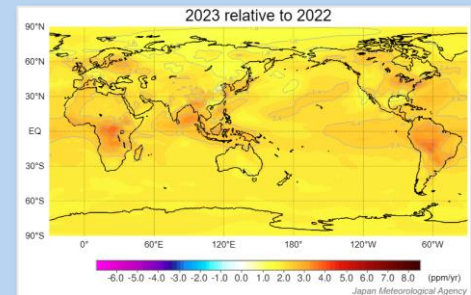 2023 relative to 2022
90°N
60°N
30°N
EQ
30°S
60°S
90°S
0° 60°E 120°E 180° 120°W 60°W
-6.0 -5.0 -4.0 -3.0 -2.0 -1.0 0.0 1.0 2.0 3.0 4.0 5.0 6.0 7.0 8.0 (ppm/yr)
Japan Meteorological Agency